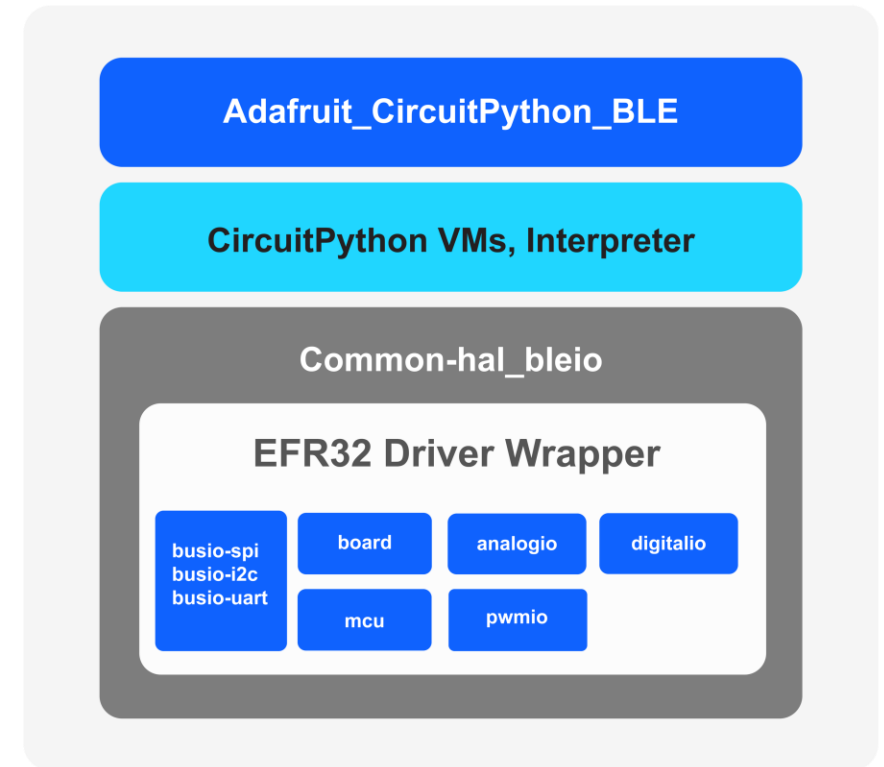 Adafruit_CircuitPython_BLE
CircuitPython VMs, Interpreter
Common-hal_bleio
EFR32 Driver Wrapper
busio-spi
busio-i2c
busio-uart
board
analogio
digitalio
mcu
pwmio